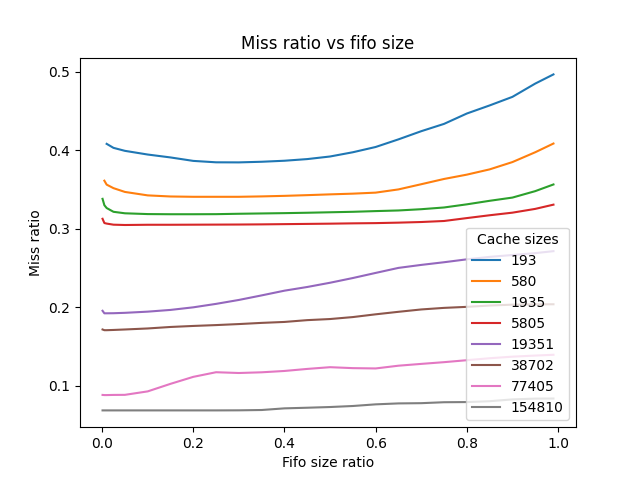 Miss ratio vs fifo size
0.5
0.4
0.3
0.2
0.1
Miss ratio
0.0 0.2 0.4 0.6 0.8 1.0
Fifo size ratio
Cache sizes
193
580
1935
5805
19351
38702
77405
154810